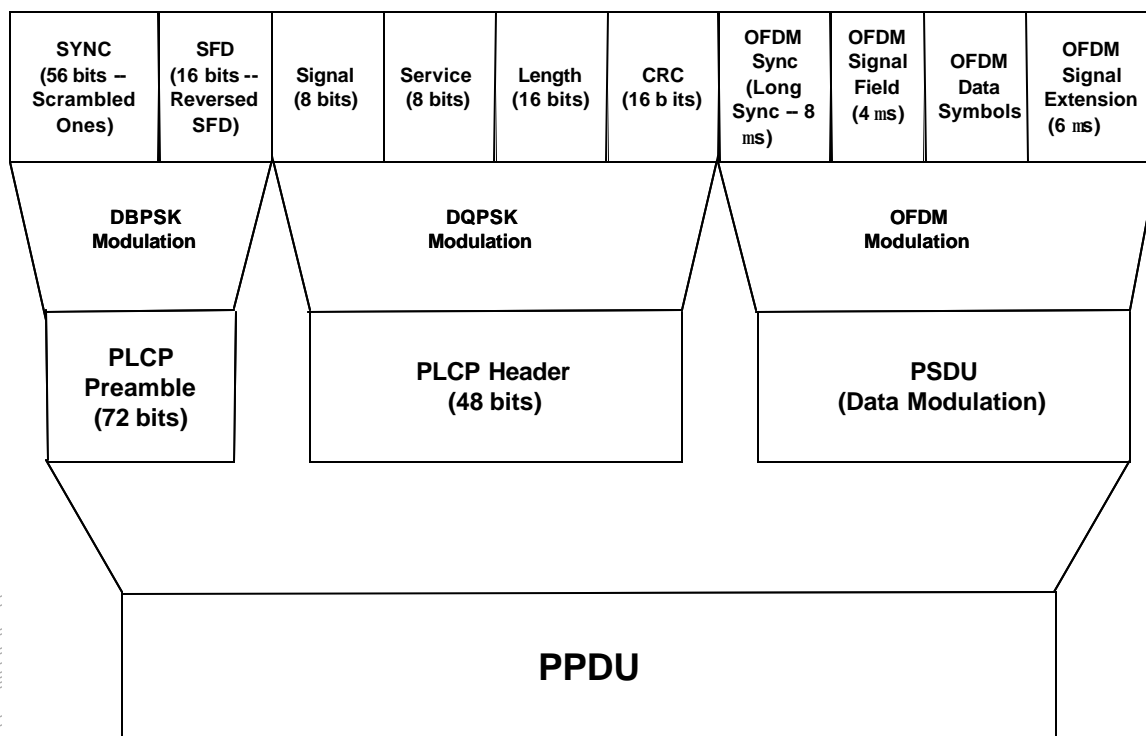 SYNC
(56 bits –
Scrambled
Ones)
SFD
(16 bits --
Reversed
SFD)
Signal
(8 bits)
Service
(8 bits)
Length
(16 bits)
CRC
(16 b its)
OFDM
Sync
(Long
Sync – 8
ms)
OFDM
Signal
Field
(4 ms)
OFDM
Data
Symbols
OFDM
Signal
Extension
(6 ms)
DBPSK
Modulation
DQPSK
Modulation
OFDM
Modulation
PLCP
Preamble
(72 bits)
PLCP Header
(48 bits)
PSDU
(Data Modulation)
PPDU